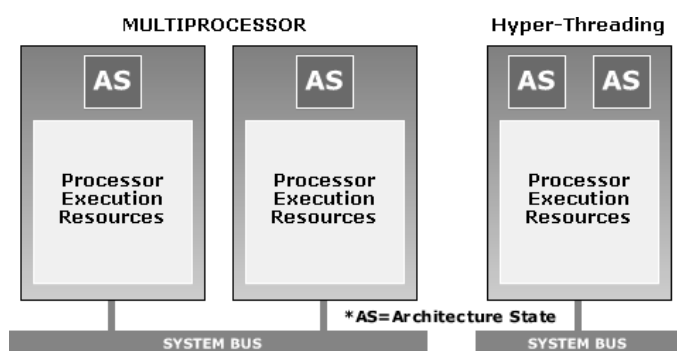 MULTIPROCESSOR
Hyper-Threading
AS
AS
AS
AS
Processor
Execution
Resources
Processor
Execution
Resources
Processor
Execution
Resources
*AS=Architecture State
SYSTEM BUS
SYSTEM BUS